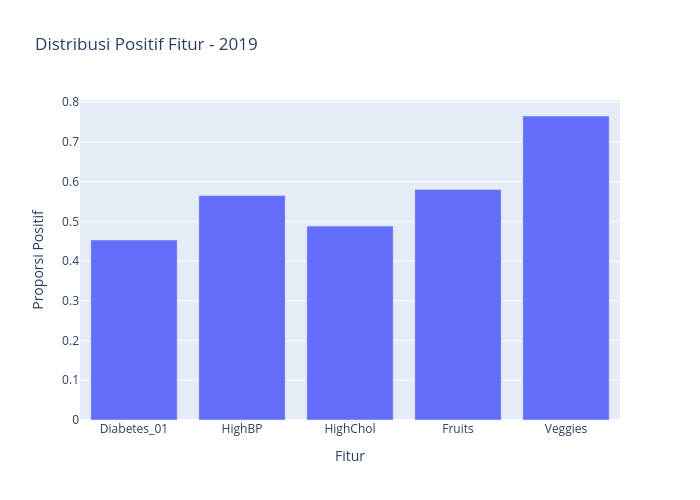 Distribusi Positif Fitur - 2019
Proporsi Positif
0.8
0.7
0.6
0.5
0.4
0.3
0.2
0.1
0
Diabetes_01 HighBP HighChol Fruits Veggies
Fitur